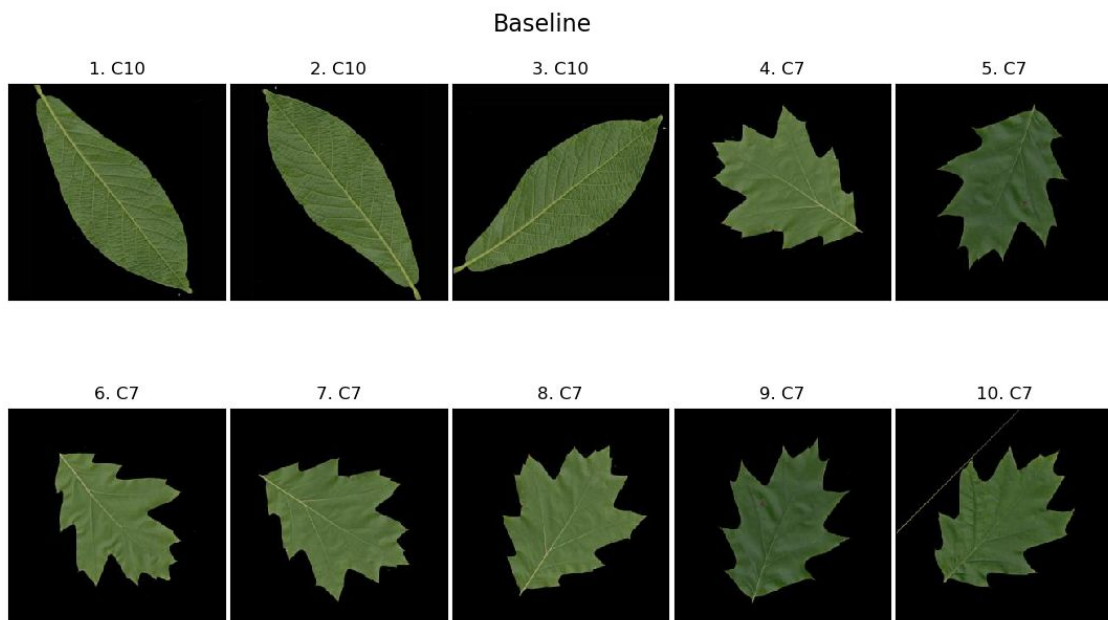 Baseline
1. C10
2. C10
3. C10
4. C7
5. C7
6. C7
7. C7
8. C7
9. C7
10. C7